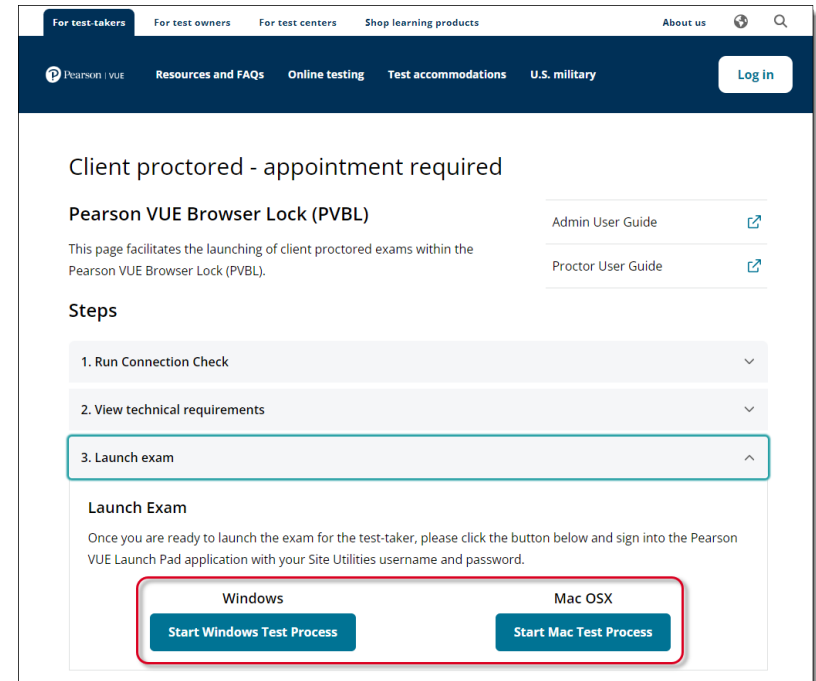 For test-takers For test owners For test centers Shop learning products About us
Pearson | VUE Resources and FAQs Online testing Test accommodations U.S. military Log in
Client proctored - appointment required
Pearson VUE Browser Lock (PVBL)
This page facilitates the launching of client proctored exams within the
Pearson VUE Browser Lock (PVBL).
Admin User Guide
Proctor User Guide
Steps
1. Run Connection Check
2. View technical requirements
3. Launch exam
Launch Exam
Once you are ready to launch the exam for the test-taker, please click the button below and sign into the Pearson
VUE Launch Pad application with your Site Utilities username and password.
Windows Mac OSX
Start Windows Test Process Start Mac Test Process